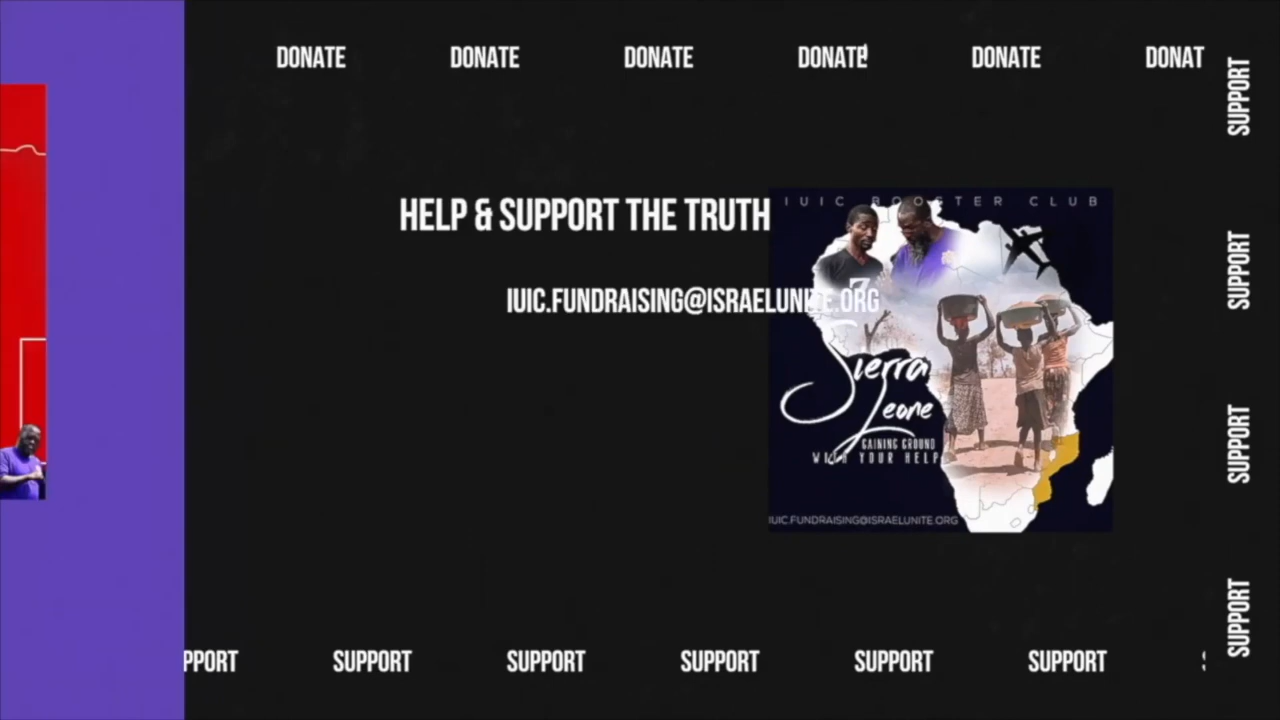 DONATE DONATE DONATE DONATE DONATE DONAT
HELP & SUPPORT THE TRUTH
IUIC.FUNDRAISING@ISRAELUNITE.ORG
IUIC BOOSTER CLUB
Sierra
Leone
GAINING GROUND
WITH YOUR HELP
IUIC.FUNDRAISING@ISRAELUNITE.ORG
SUPPORT
SUPPORT
SUPPORT
SUPPORT
PPORT SUPPORT SUPPORT SUPPORT SUPPORT SUPPORT